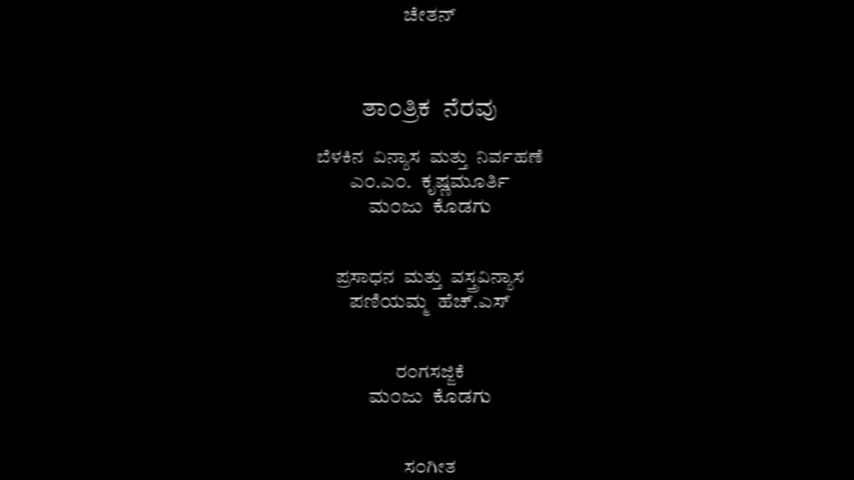 ಚೇತನ್
ತಾಂತ್ರಿಕ ನೆರವು
ಬೆಳಕಿನ ವಿನ್ಯಾಸ ಮತ್ತು ನಿರ್ವಹಣೆ
ಎಂ.ಎಂ. ಕೃಷ್ಣಮೂರ್ತಿ
ಮಂಜು ಕೊಡಗು
ಪ್ರಸಾಧನ ಮತ್ತು ವಸ್ತ್ರವಿನ್ಯಾಸ
ಪಣಿಯಮ್ಮ ಹೆಚ್.ಎಸ್
ರಂಗಸಜ್ಜಿಕೆ
ಮಂಜು ಕೊಡಗು
ಸಂಗೀತ